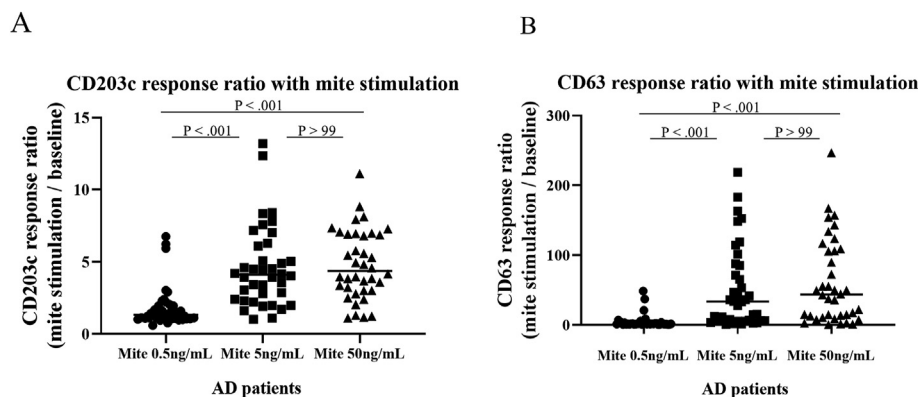 A
CD203c response ratio with mite stimulation
P < .001
P < .001 P > 99
CD203c response ratio
(mite stimulation / baseline)
15
10
5
0
Mite 0.5ng/mL Mite 5ng/mL Mite 50ng/mL
AD patients
B
CD63 response ratio with mite stimulation
P < .001
P < .001 P > 99
CD63 response ratio
(mite stimulation / baseline)
300
200
100
0
Mite 0.5ng/mL Mite 5ng/mL Mite 50ng/mL
AD patients